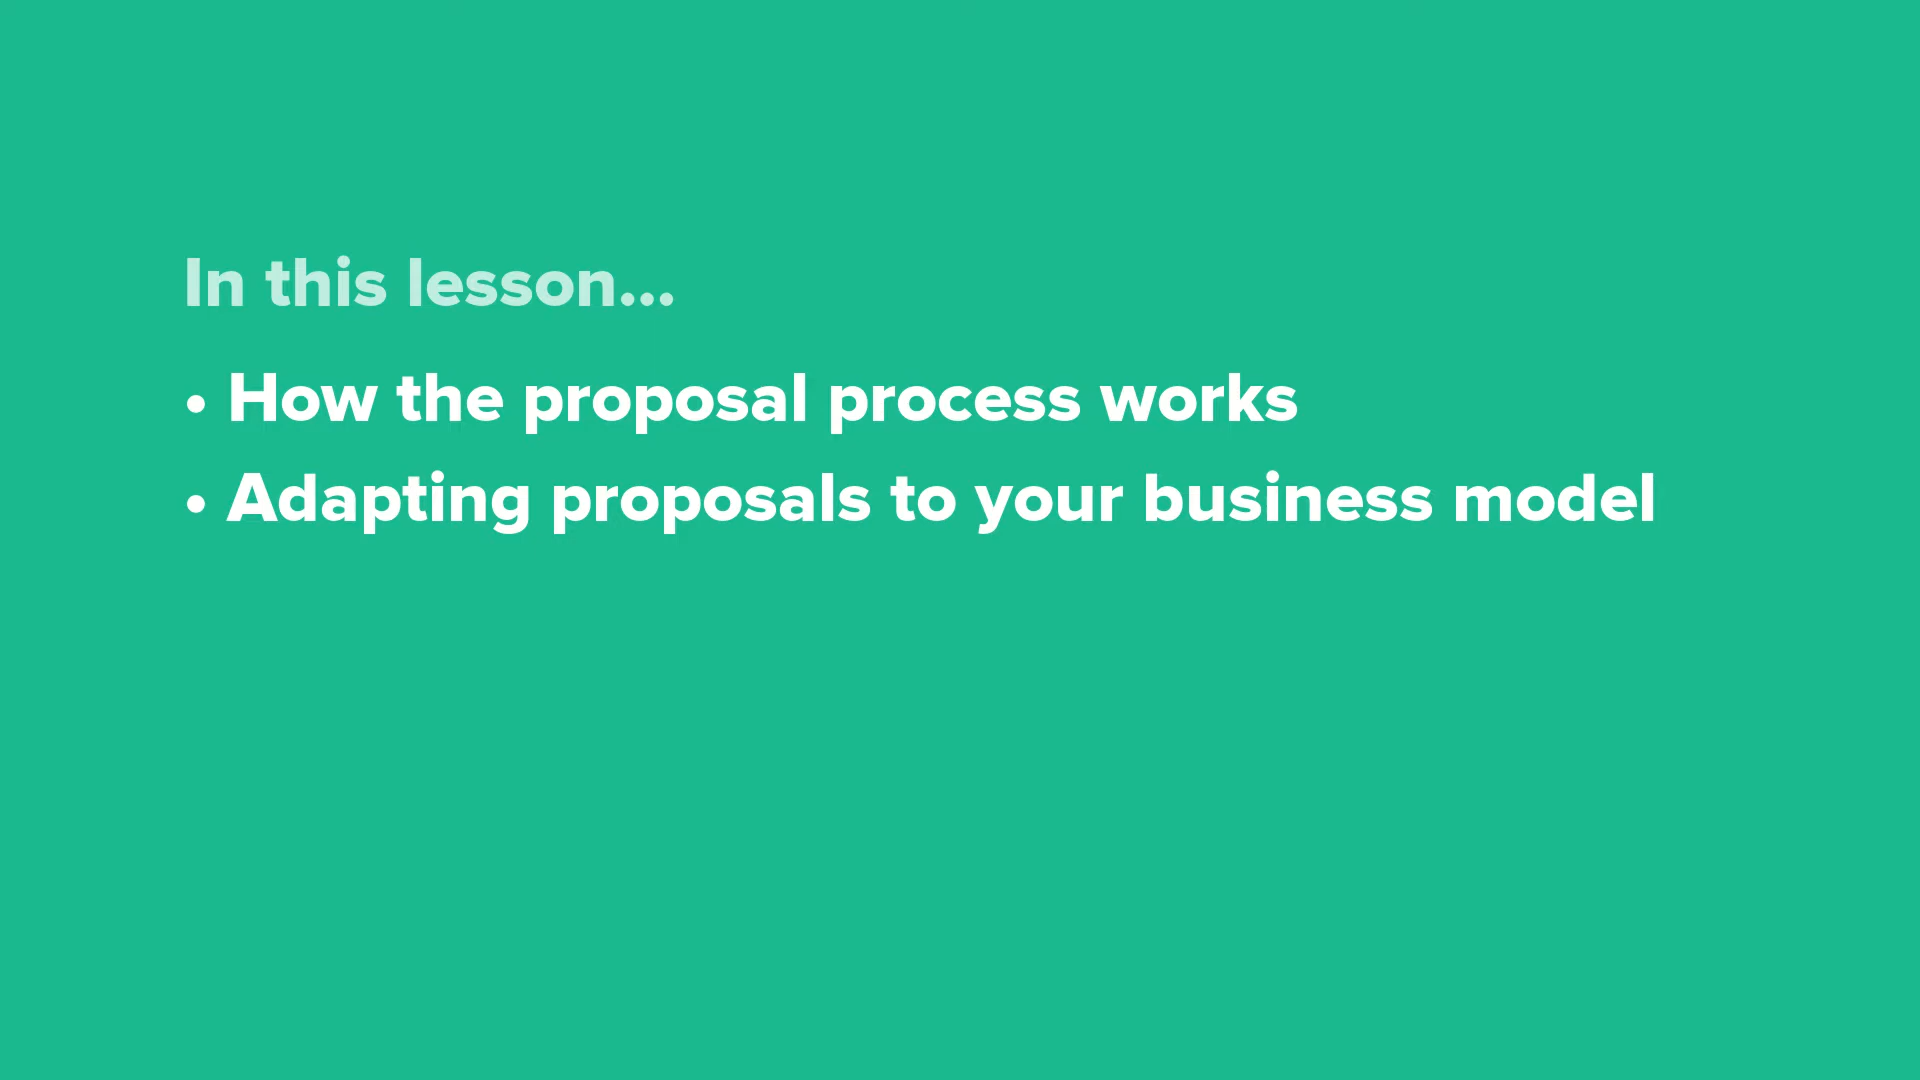 In this lesson...
• How the proposal process works
• Adapting proposals to your business model